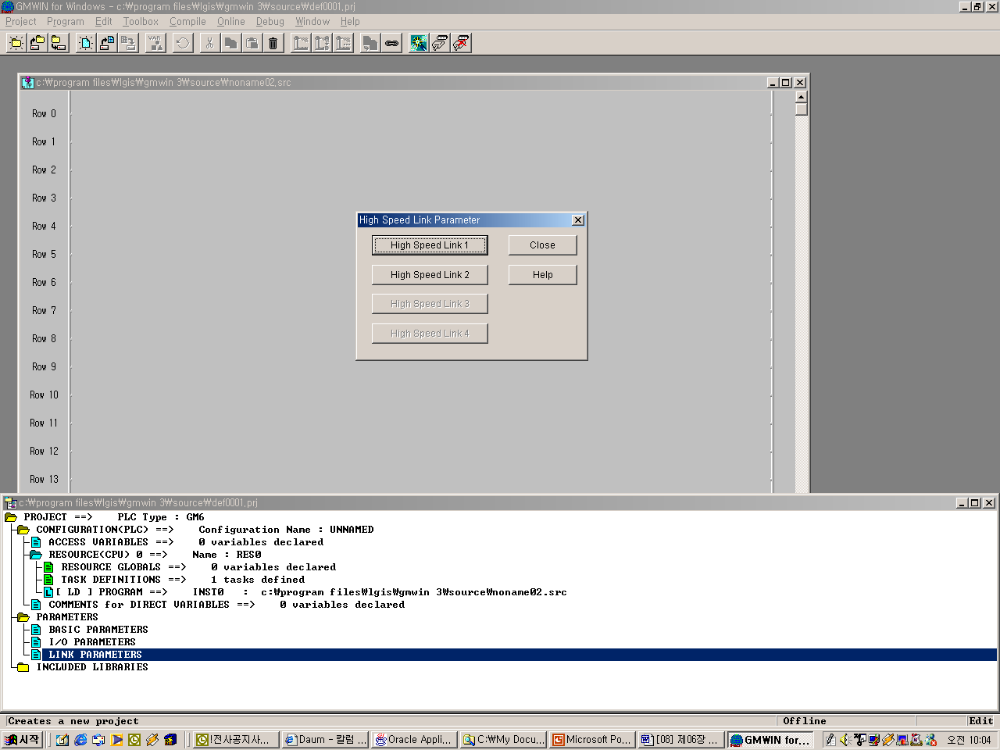 GMWIN for Windows - c:₩program files₩lgis₩gmwin 3₩source₩def0001.prj
Project Program Edit Toolbox Compile Online Debug Window Help
c:₩program files₩lgis₩gmwin 3₩source₩noname02.src
Row 0
Row 1
Row 2
Row 3
Row 4
Row 5
Row 6
Row 7
Row 8
Row 9
Row 10
Row 11
Row 12
Row 13
High Speed Link Parameter
High Speed Link 1 Close
High Speed Link 2 Help
High Speed Link 3
High Speed Link 4
c:₩program files₩lgis₩gmwin 3₩source₩def0001.prj
PROJECT ==> PLC Type : GM6
CONFIGURATION(PLC) ==> Configuration Name : UNNAMED
ACCESS VARIABLES ==> 0 variables declared
RESOURCE(CPU) 0 ==> Name : RES0
RESOURCE GLOBALS ==> 0 variables declared
TASK DEFINITIONS ==> 1 tasks defined
[ LD ] PROGRAM ==> INST0 : c:₩program files₩lgis₩gmwin 3₩source₩noname02.src
COMMENTS for DIRECT VARIABLES ==> 0 variables declared
PARAMETERS
BASIC PARAMETERS
I/O PARAMETERS
LINK PARAMETERS
INCLUDED LIBRARIES
Creates a new project Offline Edit
시작 !전사공지사... Daum - 칼럼 ... Oracle Appli... C:₩My Docu... Microsoft Po... [08] 제06장 ... GMWIN for... 오전 10:04